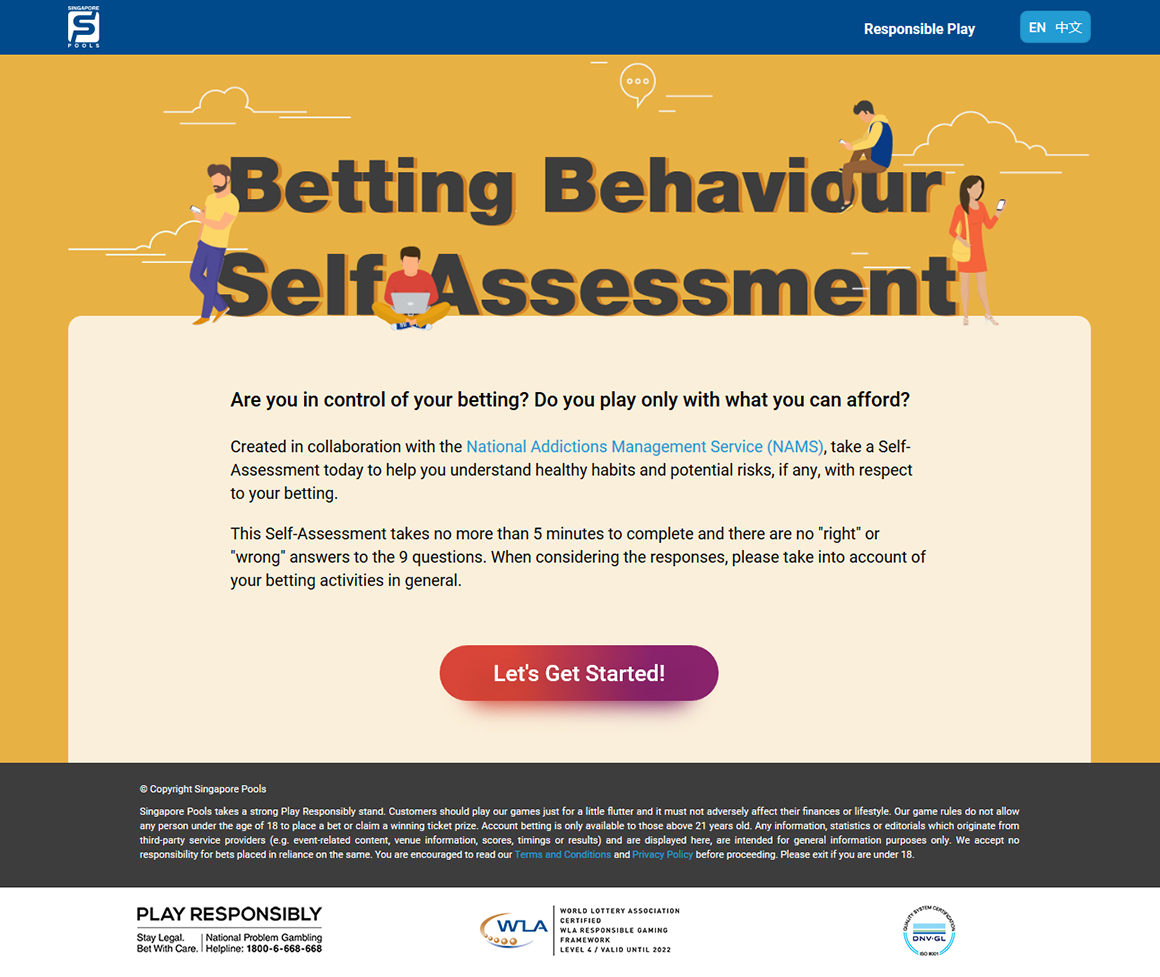 SINGAPORE
S
POOLS
Responsible Play
EN 中文
Betting Behaviour
Self Assessment
Are you in control of your betting? Do you play only with what you can afford?
Created in collaboration with the National Addictions Management Service (NAMS), take a Self-
Assessment today to help you understand healthy habits and potential risks, if any, with respect
to your betting.
This Self-Assessment takes no more than 5 minutes to complete and there are no "right" or
"wrong" answers to the 9 questions. When considering the responses, please take into account of
your betting activities in general.
Let's Get Started!
© Copyright Singapore Pools
Singapore Pools takes a strong Play Responsibly stand. Customers should play our games just for a little flutter and it must not adversely affect their finances or lifestyle. Our game rules do not allow
any person under the age of 18 to place a bet or claim a winning ticket prize. Account betting is only available to those above 21 years old. Any information, statistics or editorials which originate from
third-party service providers (e.g. event-related content, venue information, scores, timings or results) and are displayed here, are intended for general information purposes only. We accept no
responsibility for bets placed in reliance on the same. You are encouraged to read our Terms and Conditions and Privacy Policy before proceeding. Please exit if you are under 18.
PLAY RESPONSIBLY
Stay Legal. National Problem Gambling
Bet With Care. Helpline: 1800-6-668-668
WLA
WORLD LOTTERY ASSOCIATION
CERTIFIED
WLA RESPONSIBLE GAMING
FRAMEWORK
LEVEL 4 / VALID UNTIL 2022
QUALITY SYSTEM CERTIFICATION
DNV·GL
ISO 9001